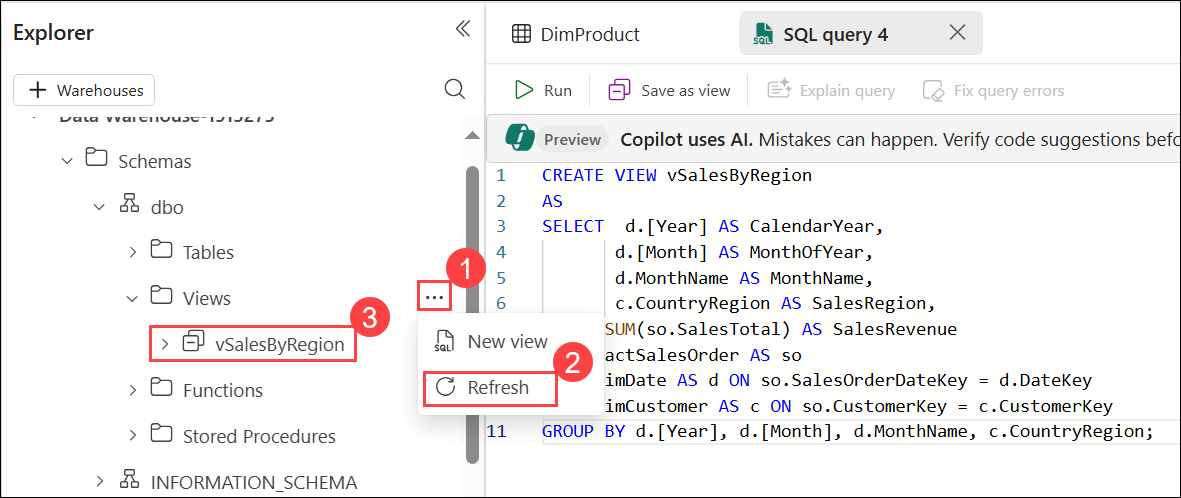 Explorer
Warehouses
Data Warehouse-1915275
Schemas
dbo
Tables
Views
...
1
3
vSalesByRegion
New view
2
Refresh
Functions
Stored Procedures
INFORMATION_SCHEMA
DimProduct
SQL
SQL query 4
Run
Save as view
Explain query
Fix query errors
Preview
Copilot uses AI. Mistakes can happen. Verify code suggestions befo
1 CREATE VIEW vSalesByRegion
2 AS
3 SELECT d.[Year] AS CalendarYear,
4 d.[Month] AS MonthOfYear,
5 d.MonthName AS MonthName,
6 c.CountryRegion AS SalesRegion,
SUM(so.SalesTotal) AS SalesRevenue
actSalesOrder AS so
imDate AS d ON so.SalesOrderDateKey = d.DateKey
imCustomer AS c ON so.CustomerKey = c.CustomerKey
11 GROUP BY d.[Year], d.[Month], d.MonthName, c.CountryRegion;